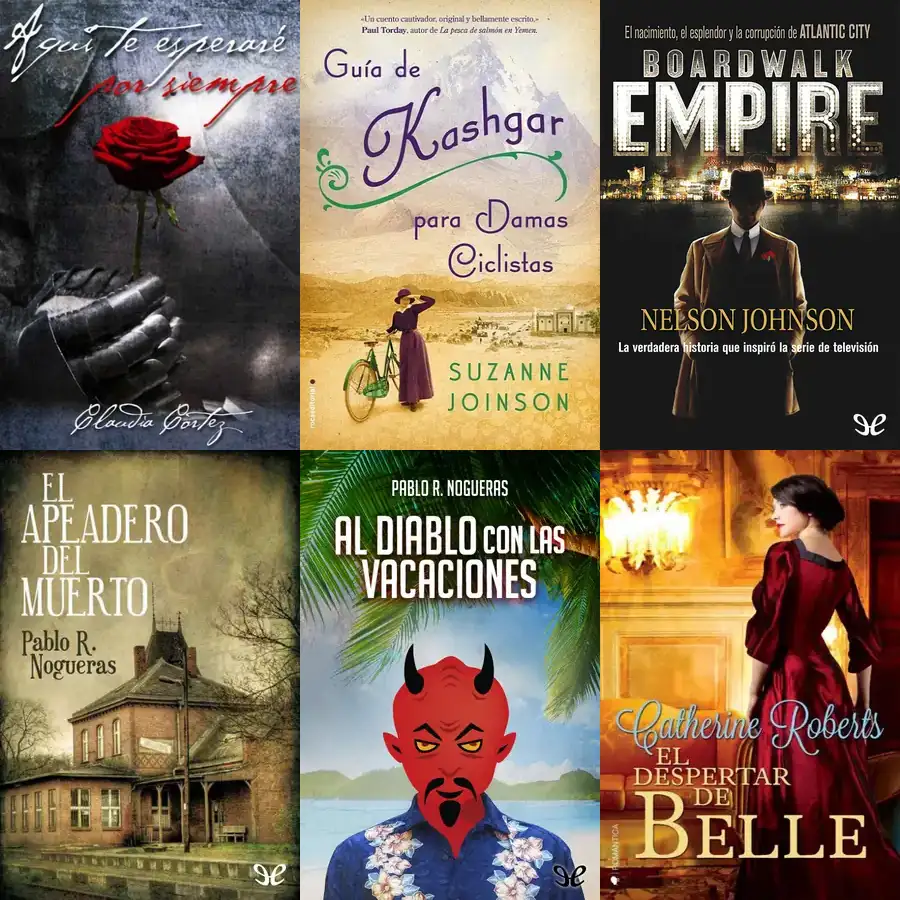 Aquí te esperaré
por siempre
Claudia Cortez
«Un cuento cautivador, original y bellamente escrito.»
Paul Torday, autor de La pesca de salmón en Yemen.
Guía de
Kashgar
para Damas
Ciclistas
SUZANNE
JOINSON
rocaeditorial
El nacimiento, el esplendor y la corrupción de ATLANTIC CITY
BOARDWALK
EMPIRE
NELSON JOHNSON
La verdadera historia que inspiró la serie de televisión
EL
APEADERO
DEL
MUERTO
Pablo R.
Nogueras
PABLO R. NOGUERAS
AL DIABLO CON LAS
VACACIONES
Catherine Roberts
EL
DESPERTAR
DE
BELLE
ROMÁNTICA